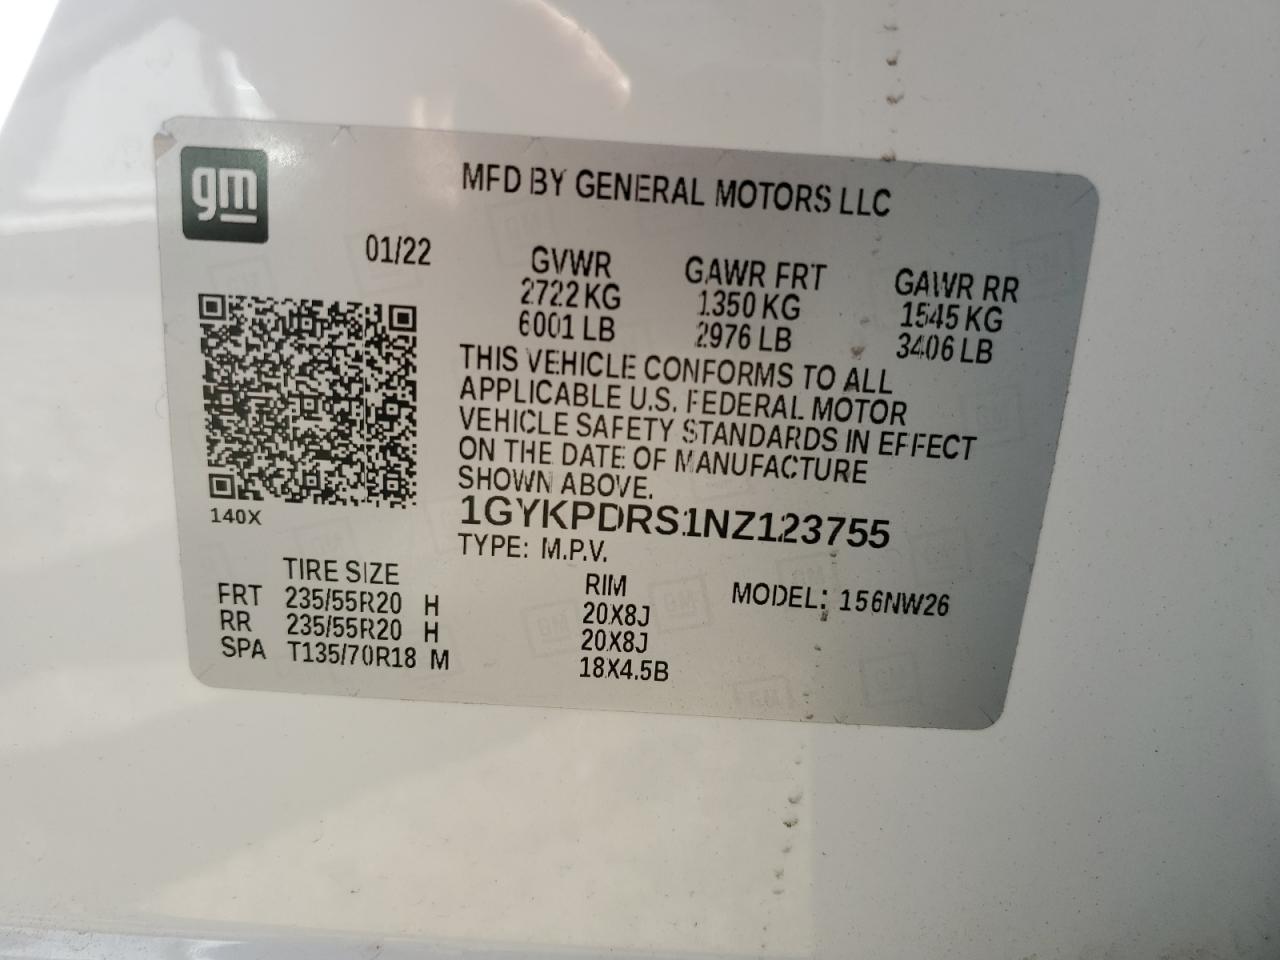 gm
MFD BY GENERAL MOTORS LLC
01/22
GVWR GAWR FRT GAWR RR
2722 KG 1350 KG 1545 KG
6001 LB 2976 LB 3406 LB
THIS VEHICLE CONFORMS TO ALL
APPLICABLE U.S. FEDERAL MOTOR
VEHICLE SAFETY STANDARDS IN EFFECT
ON THE DATE OF MANUFACTURE
SHOWN ABOVE.
140X
1GYKPDRS1NZ123755
TYPE: M.P.V.
TIRE SIZE RIM MODEL: 156NW26
FRT 235/55R20 H 20X8J
RR 235/55R20 H 20X8J
SPA T135/70R18 M 18X4.5B